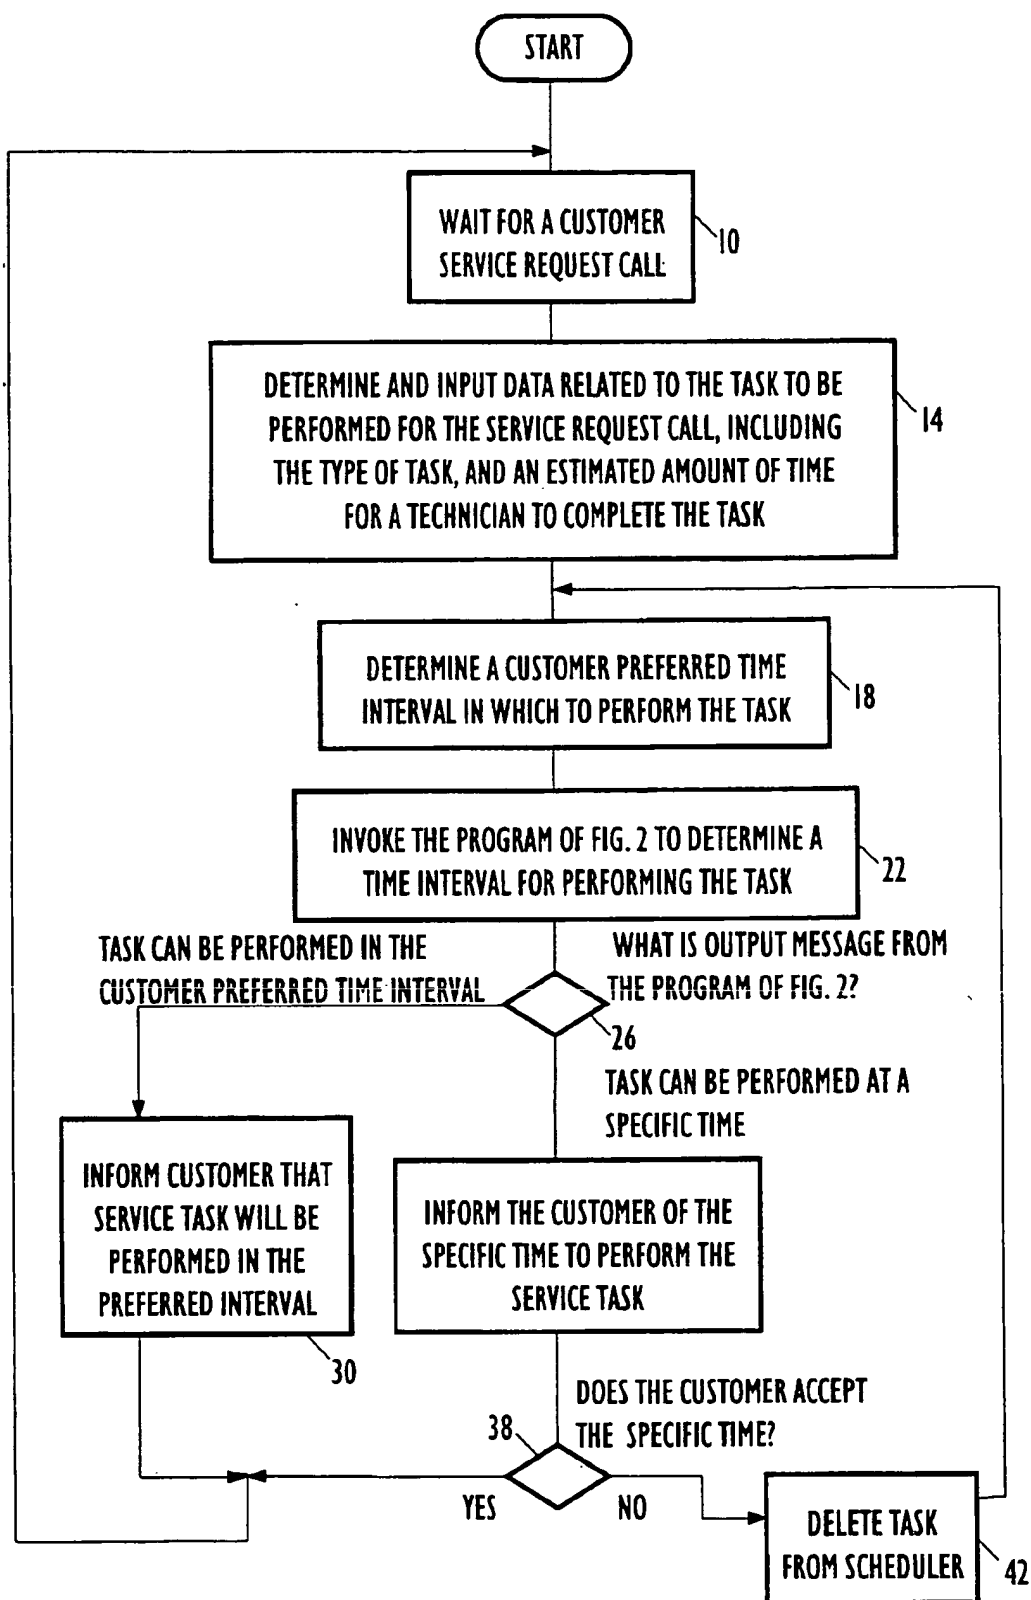 START
WAIT FOR A CUSTOMER
SERVICE REQUEST CALL
10
DETERMINE AND INPUT DATA RELATED TO THE TASK TO BE
PERFORMED FOR THE SERVICE REQUEST CALL, INCLUDING
THE TYPE OF TASK, AND AN ESTIMATED AMOUNT OF TIME
FOR A TECHNICIAN TO COMPLETE THE TASK
14
DETERMINE A CUSTOMER PREFERRED TIME
INTERVAL IN WHICH TO PERFORM THE TASK
18
INVOKE THE PROGRAM OF FIG. 2 TO DETERMINE A
TIME INTERVAL FOR PERFORMING THE TASK
22
TASK CAN BE PERFORMED IN THE
CUSTOMER PREFERRED TIME INTERVAL
WHAT IS OUTPUT MESSAGE FROM
THE PROGRAM OF FIG. 2?
26
TASK CAN BE PERFORMED AT A
SPECIFIC TIME
INFORM CUSTOMER THAT
SERVICE TASK WILL BE
PERFORMED IN THE
PREFERRED INTERVAL
30
INFORM THE CUSTOMER OF THE
SPECIFIC TIME TO PERFORM THE
SERVICE TASK
DOES THE CUSTOMER ACCEPT
THE SPECIFIC TIME?
38
YES
NO
DELETE TASK
FROM SCHEDULER
42